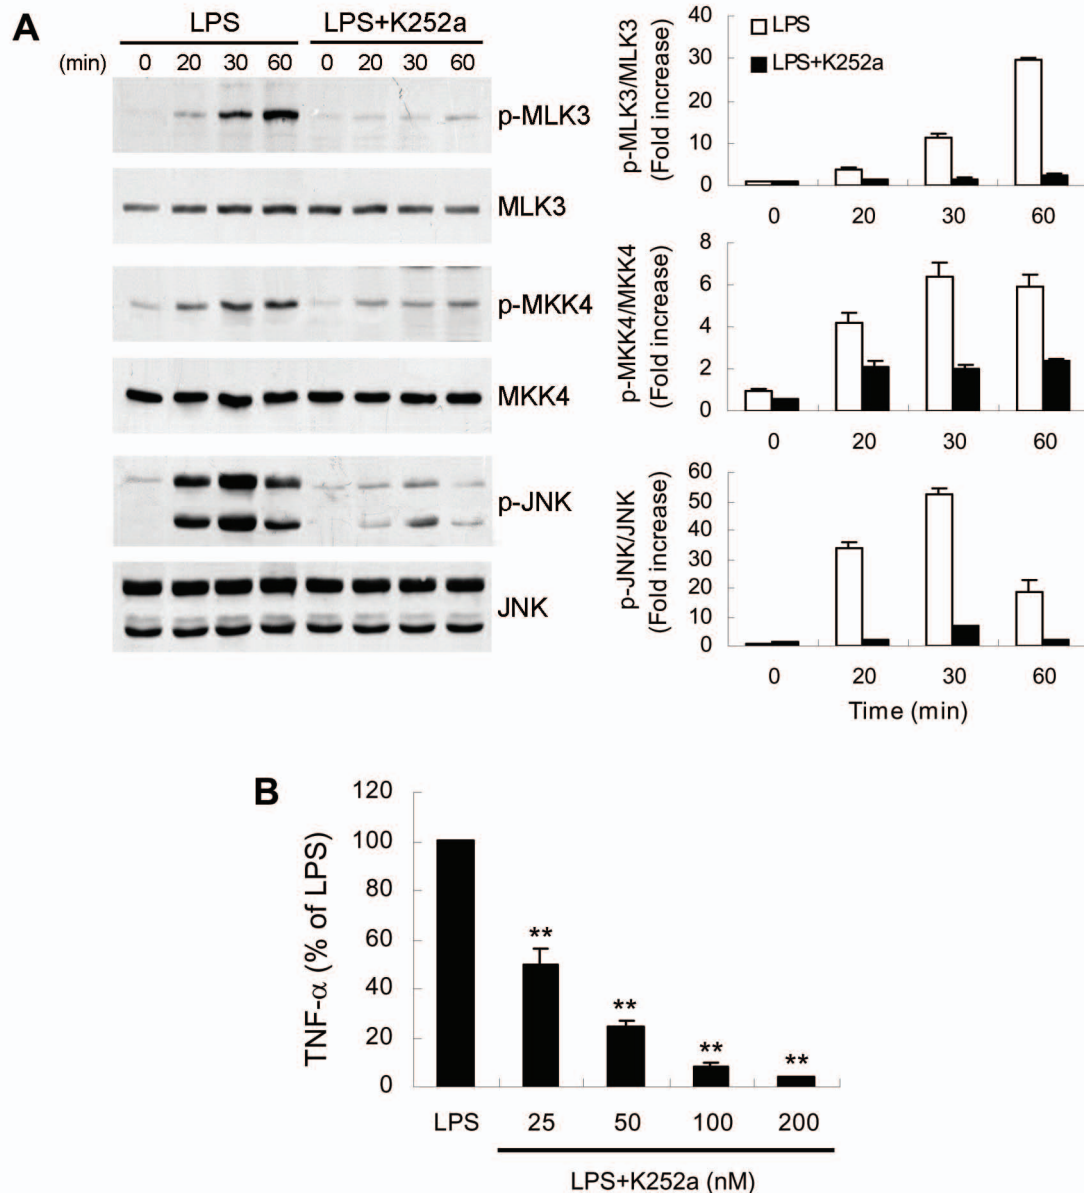 A
LPS LPS+K252a
(min) 0 20 30 60 0 20 30 60
p-MLK3
MLK3
p-MKK4
MKK4
p-JNK
JNK
p-MLK3/MLK3
(Fold increase)
40
30
20
10
0
LPS
LPS+K252a
0 20 30 60
p-MKK4/MKK4
(Fold increase)
8
6
4
2
0
0 20 30 60
p-JNK/JNK
(Fold increase)
60
50
40
30
20
10
0
0 20 30 60
Time (min)
B
TNF-α (% of LPS)
120
100
80
60
40
20
0
**
**
**
**
LPS 25 50 100 200
LPS+K252a (nM)